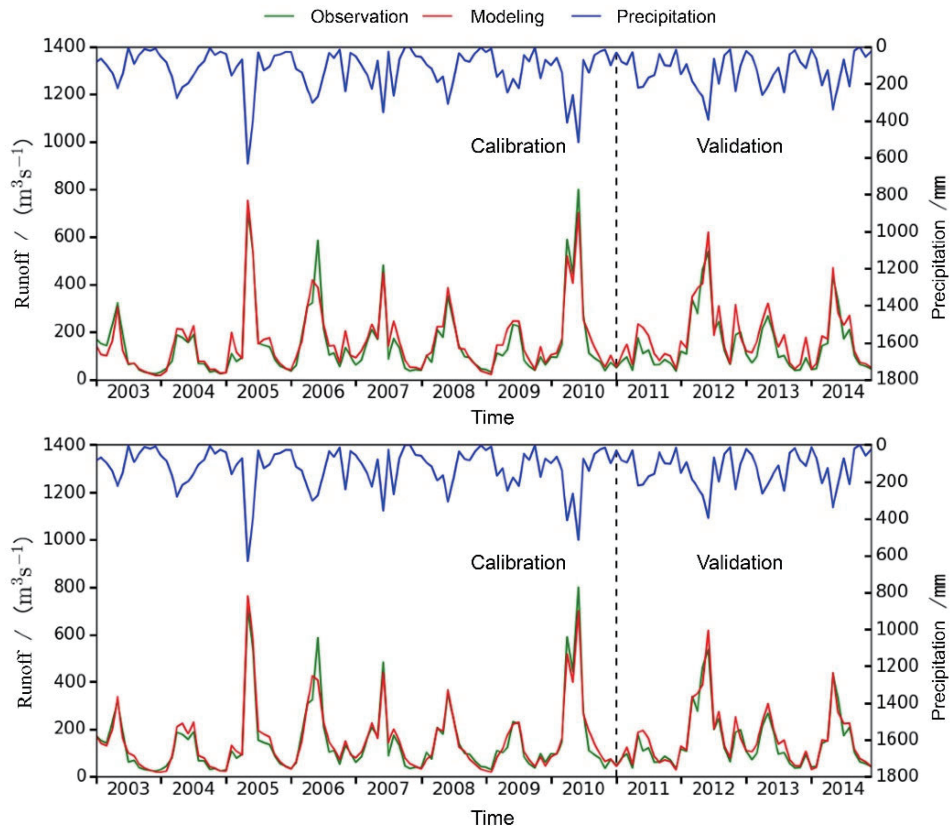 Observation Modeling Precipitation
1400 0
1200 200
1000 400
Calibration Validation
800 600
800
600 1000
400 1200
1400
200 1600
0 1800
2003 2004 2005 2006 2007 2008 2009 2010 2011 2012 2013 2014
Runoff / (m³s⁻¹)
Precipitation /mm
Time
1400 0
1200 200
1000 400
Calibration Validation
800 600
800
600 1000
400 1200
1400
200 1600
0 1800
2003 2004 2005 2006 2007 2008 2009 2010 2011 2012 2013 2014
Runoff / (m³s⁻¹)
Precipitation /mm
Time